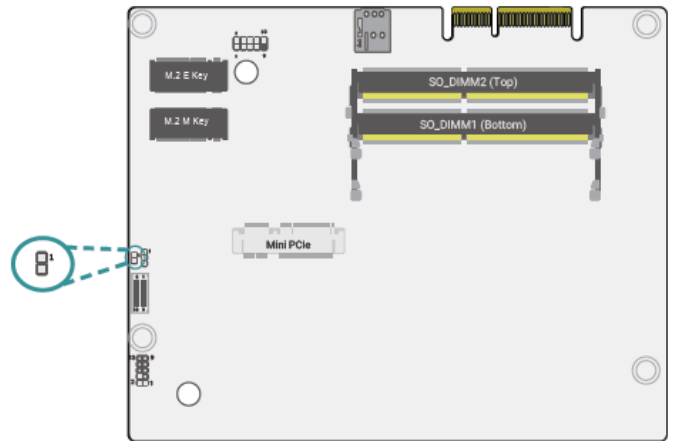 M.2 E Key
SO_DIMM2 (Top)
M.2 M Key
SO_DIMM1 (Bottom)
Mini PCIe
1